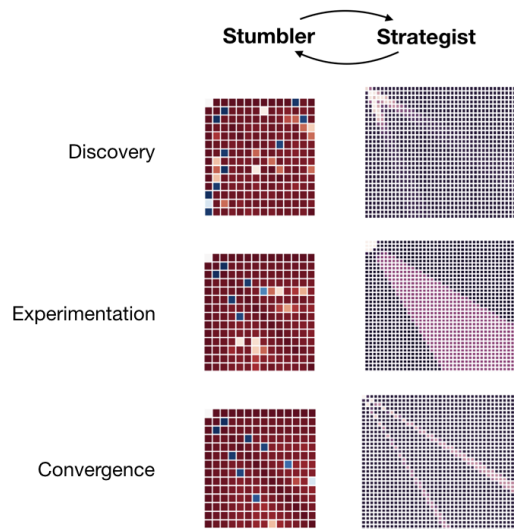 Stumbler Strategist
Discovery
Experimentation
Convergence